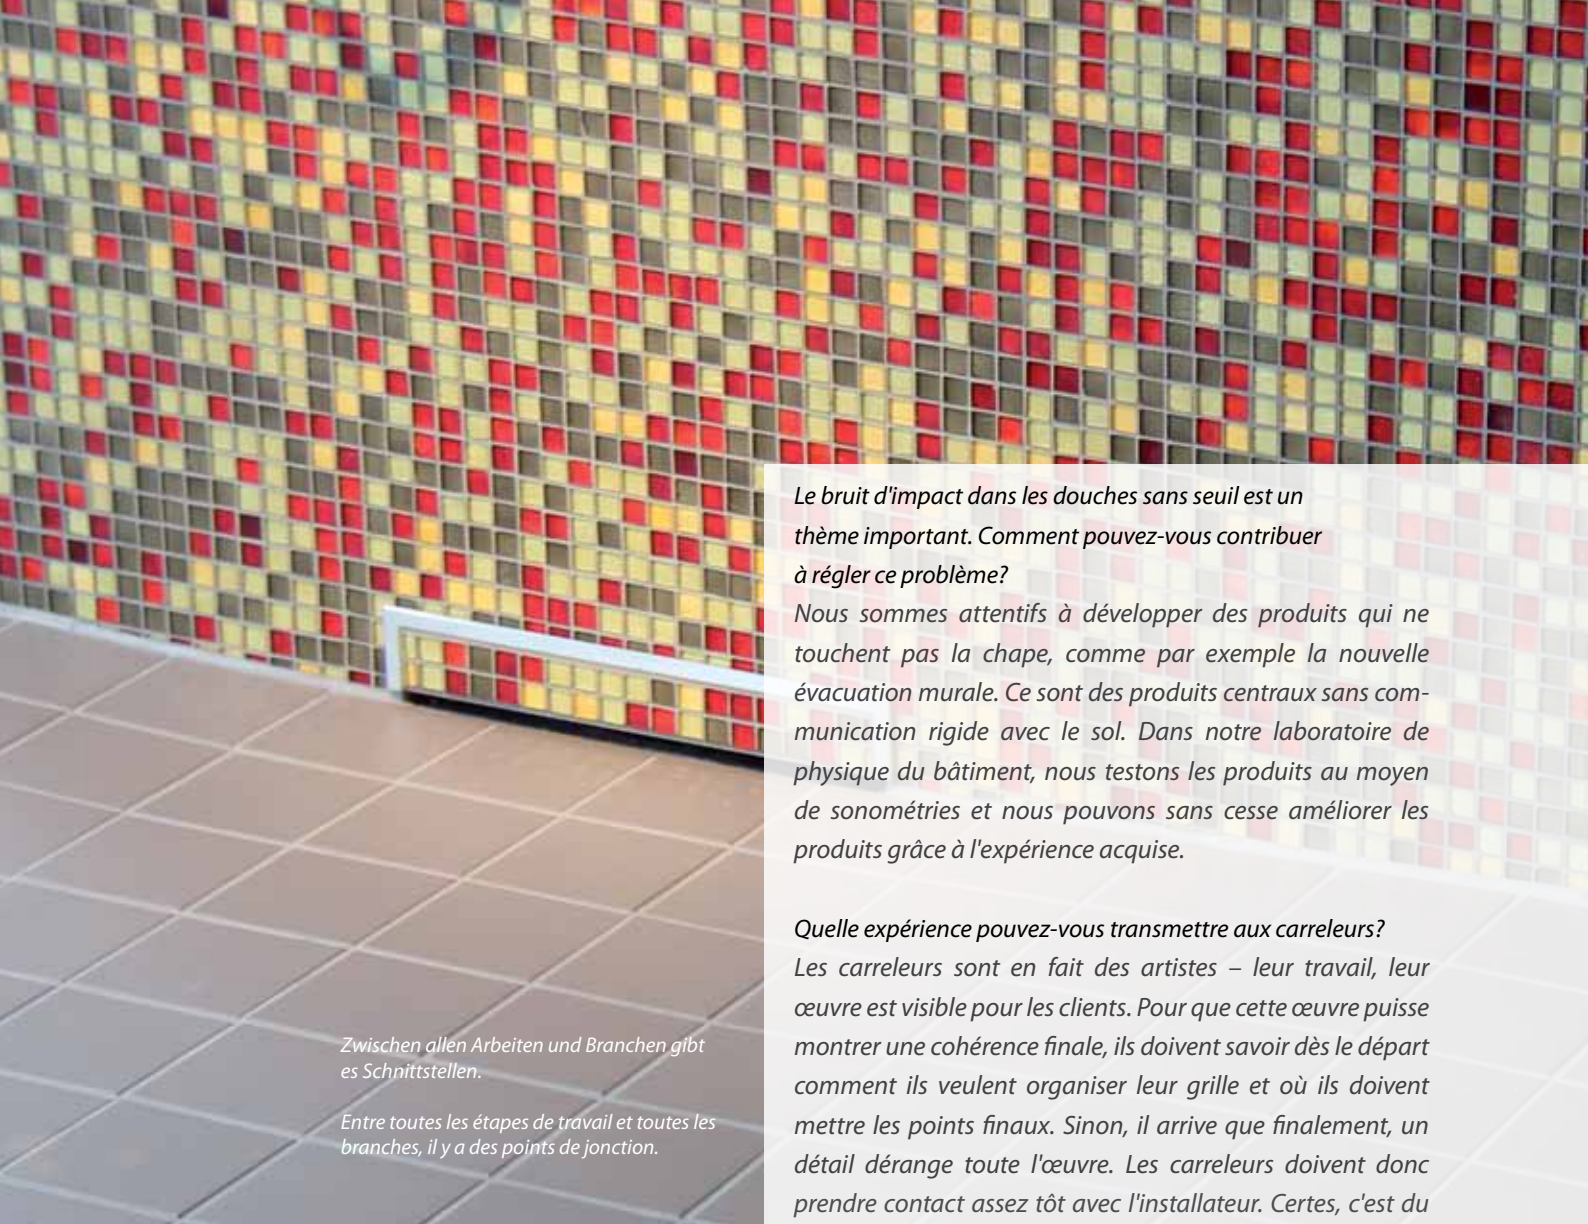 Le bruit d'impact dans les douches sans seuil est un
thème important. Comment pouvez-vous contribuer
à régler ce problème?
Nous sommes attentifs à développer des produits qui ne
touchent pas la chape, comme par exemple la nouvelle
évacuation murale. Ce sont des produits centraux sans com-
munication rigide avec le sol. Dans notre laboratoire de
physique du bâtiment, nous testons les produits au moyen
de sonométries et nous pouvons sans cesse améliorer les
produits grâce à l'expérience acquise.
Quelle expérience pouvez-vous transmettre aux carreleurs?
Les carreleurs sont en fait des artistes – leur travail, leur
œuvre est visible pour les clients. Pour que cette œuvre puisse
montrer une cohérence finale, ils doivent savoir dès le départ
comment ils veulent organiser leur grille et où ils doivent
mettre les points finaux. Sinon, il arrive que finalement, un
détail dérange toute l'œuvre. Les carreleurs doivent donc
prendre contact assez tôt avec l'installateur. Certes, c'est du
Zwischen allen Arbeiten und Branchen gibt
es Schnittstellen.
Entre toutes les étapes de travail et toutes les
branches, il y a des points de jonction.